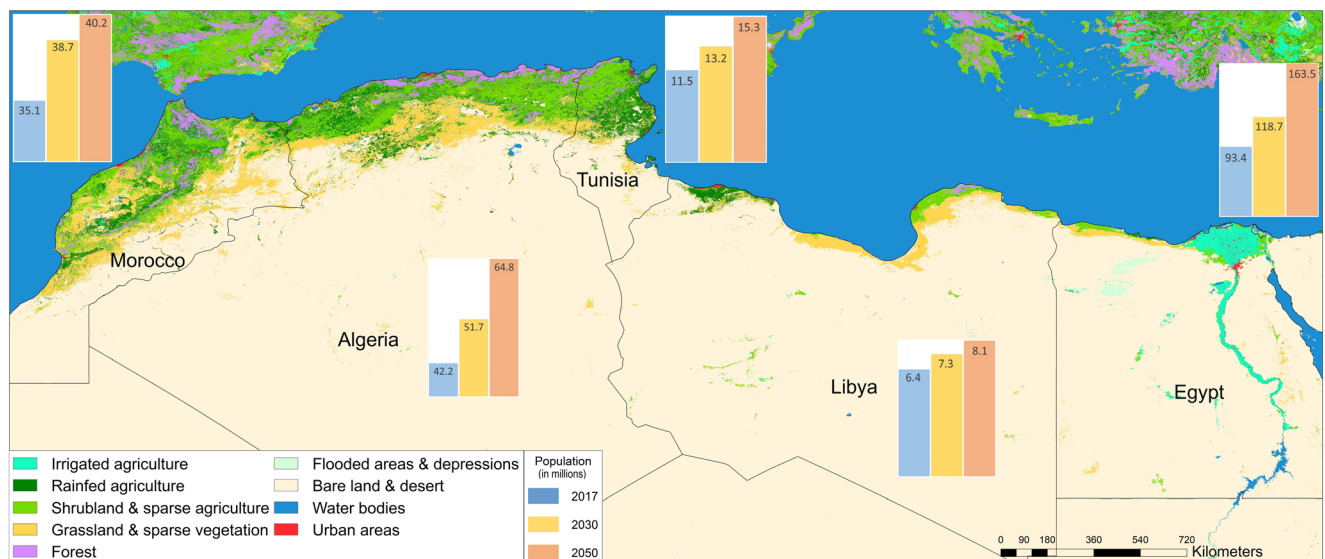 40.2
38.7
35.1
15.3
13.2
11.5
163.5
118.7
93.4
Tunisia
Morocco
64.8
51.7
42.2
Algeria
8.1
7.3
6.4
Libya
Egypt
Irrigated agriculture
Rainfed agriculture
Shrubland & sparse agriculture
Grassland & sparse vegetation
Forest
Flooded areas & depressions
Bare land & desert
Water bodies
Urban areas
Population
(in millions)
2017
2030
2050
0 90 180 360 540 720
Kilometers